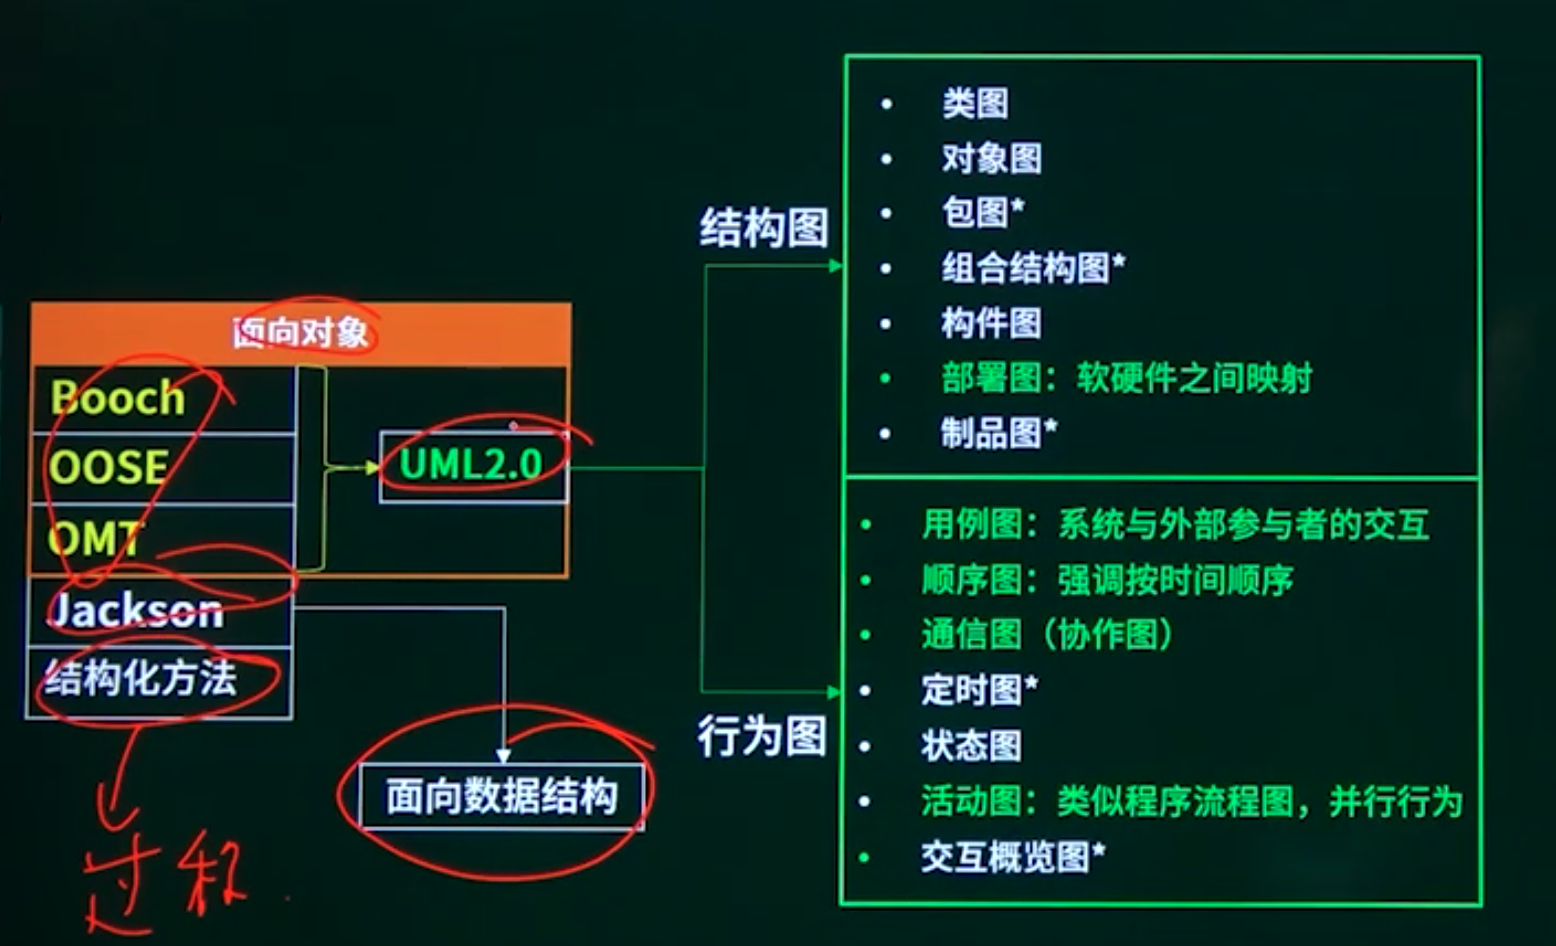 面向对象
Booch
OOSE
OMT
Jackson
结构化方法
UML2.0
面向数据结构
过程
结构图
• 类图
• 对象图
• 包图*
• 组合结构图*
• 构件图
• 部署图：软硬件之间映射
• 制品图*
行为图
• 用例图：系统与外部参与者的交互
• 顺序图：强调按时间顺序
• 通信图（协作图）
• 定时图*
• 状态图
• 活动图：类似程序流程图，并行行为
• 交互概览图*